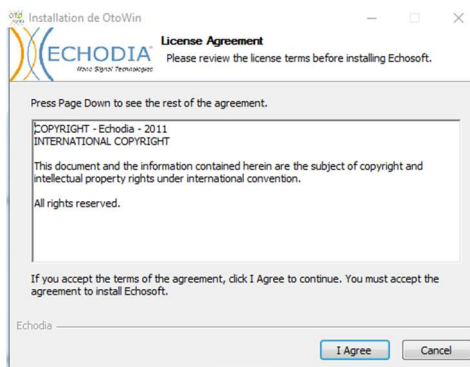 Installation de OtoWin
ECHODIA
Nano Signal Technologies
License Agreement
Please review the license terms before installing Echosoft.
Press Page Down to see the rest of the agreement.
COPYRIGHT - Echodia - 2011
INTERNATIONAL COPYRIGHT
This document and the information contained herein are the subject of copyright and
intellectual property rights under international convention.
All rights reserved.
If you accept the terms of the agreement, click I Agree to continue. You must accept the
agreement to install Echosoft.
Echodia
I Agree
Cancel